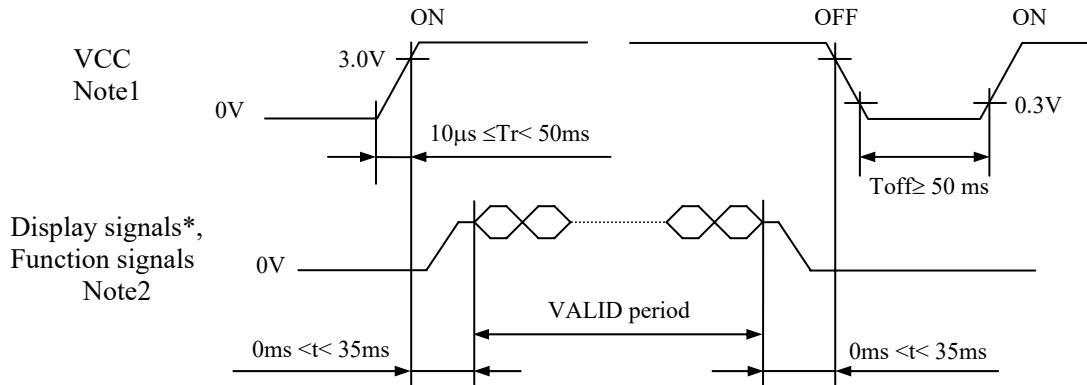 ON OFF ON
VCC
Note1
3.0V
0V
0.3V
10µs ≤Tr< 50ms
Toff≥ 50 ms
Display signals*,
Function signals
Note2
0V
VALID period
0ms <t< 35ms
0ms <t< 35ms